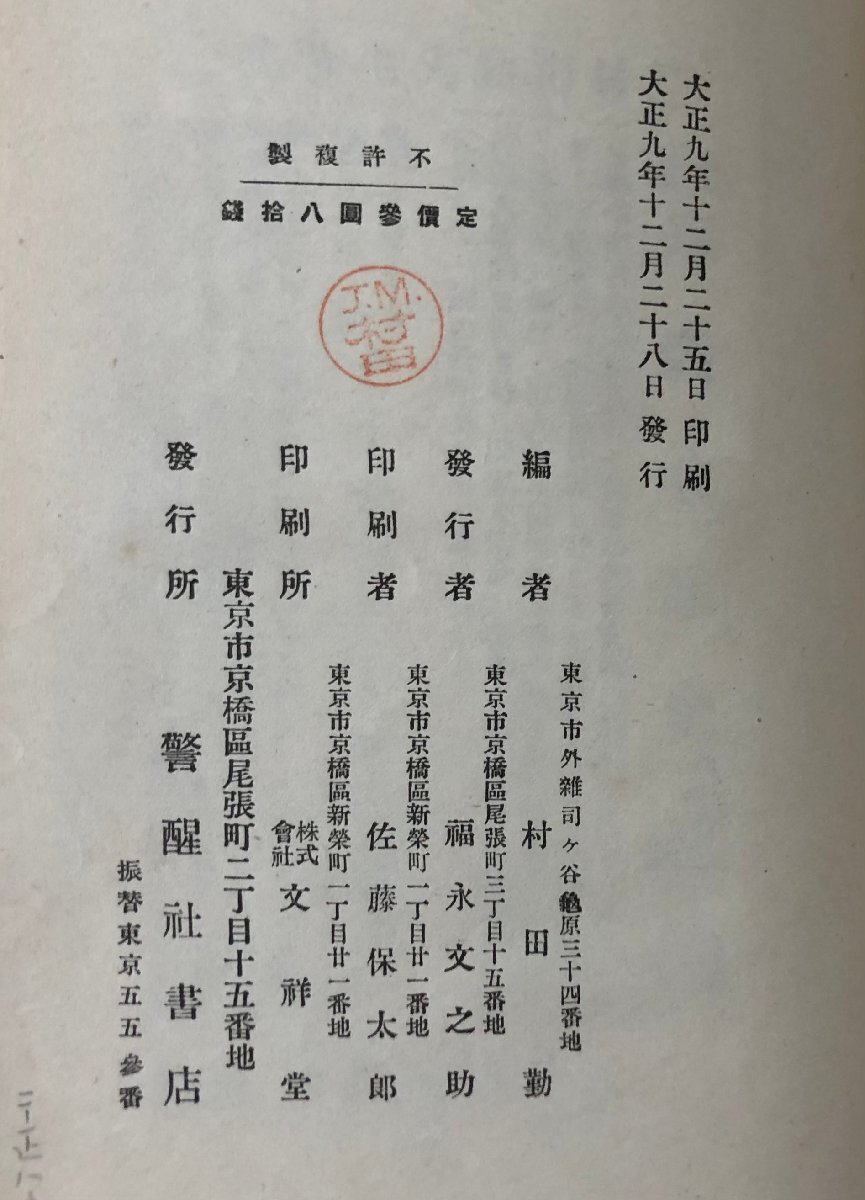 大正九年十二月二十五日印刷
大正九年十二月二十八日發行
不許複製
定價參圓八拾錢
J.M.
村田
東京市外雜司ヶ谷龜原三十四番地
編者 村田勤
東京市京橋區尾張町三丁目十五番地
發行者 福永文之助
東京市京橋區新榮町一丁目廿一番地
印刷者 佐藤保太郎
東京市京橋區新榮町一丁目廿一番地
印刷所 株式會社 文祥堂
東京市京橋區尾張町二丁目十五番地
發行所 警醒社書店
振替東京五五參番